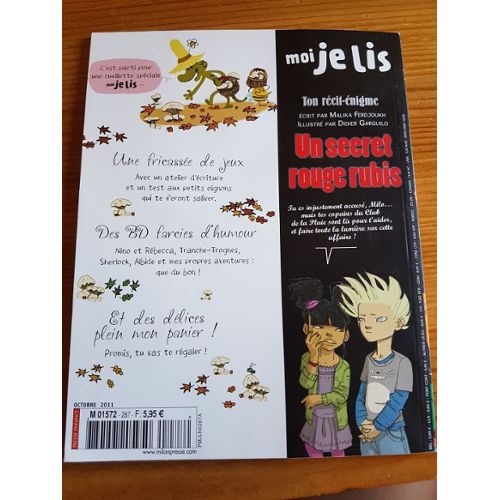 C'est parti pour
une cueillette spéciale
moi je lis ...
Une fricassée de jeux
Avec un atelier d'écriture
et un test aux petits oignons
qui te feront saliver.
Des BD farcies d'humour
Nino et Rébecca, Tranche-Trognes,
Sherlock, Albide et mes propres aventures :
que du bon !
Et des délices
plein mon panier !
Promis, tu vas te régaler !
OCTOBRE 2011
M 01572 - 287 - F: 5,95 €
PRESSE ENFANCE
www.milanpresse.com
moi je lis
Ton récit-énigme
ÉCRIT PAR MALIKA FERDJOUKH
ILLUSTRÉ PAR DIDIER GARGUILO
Un secret
rouge rubis
Tu es injustement accusé, Milo...
mais tes copains du Club
de la Pluie sont là pour t'aider,
et faire toute la lumière sur cette
affaire !